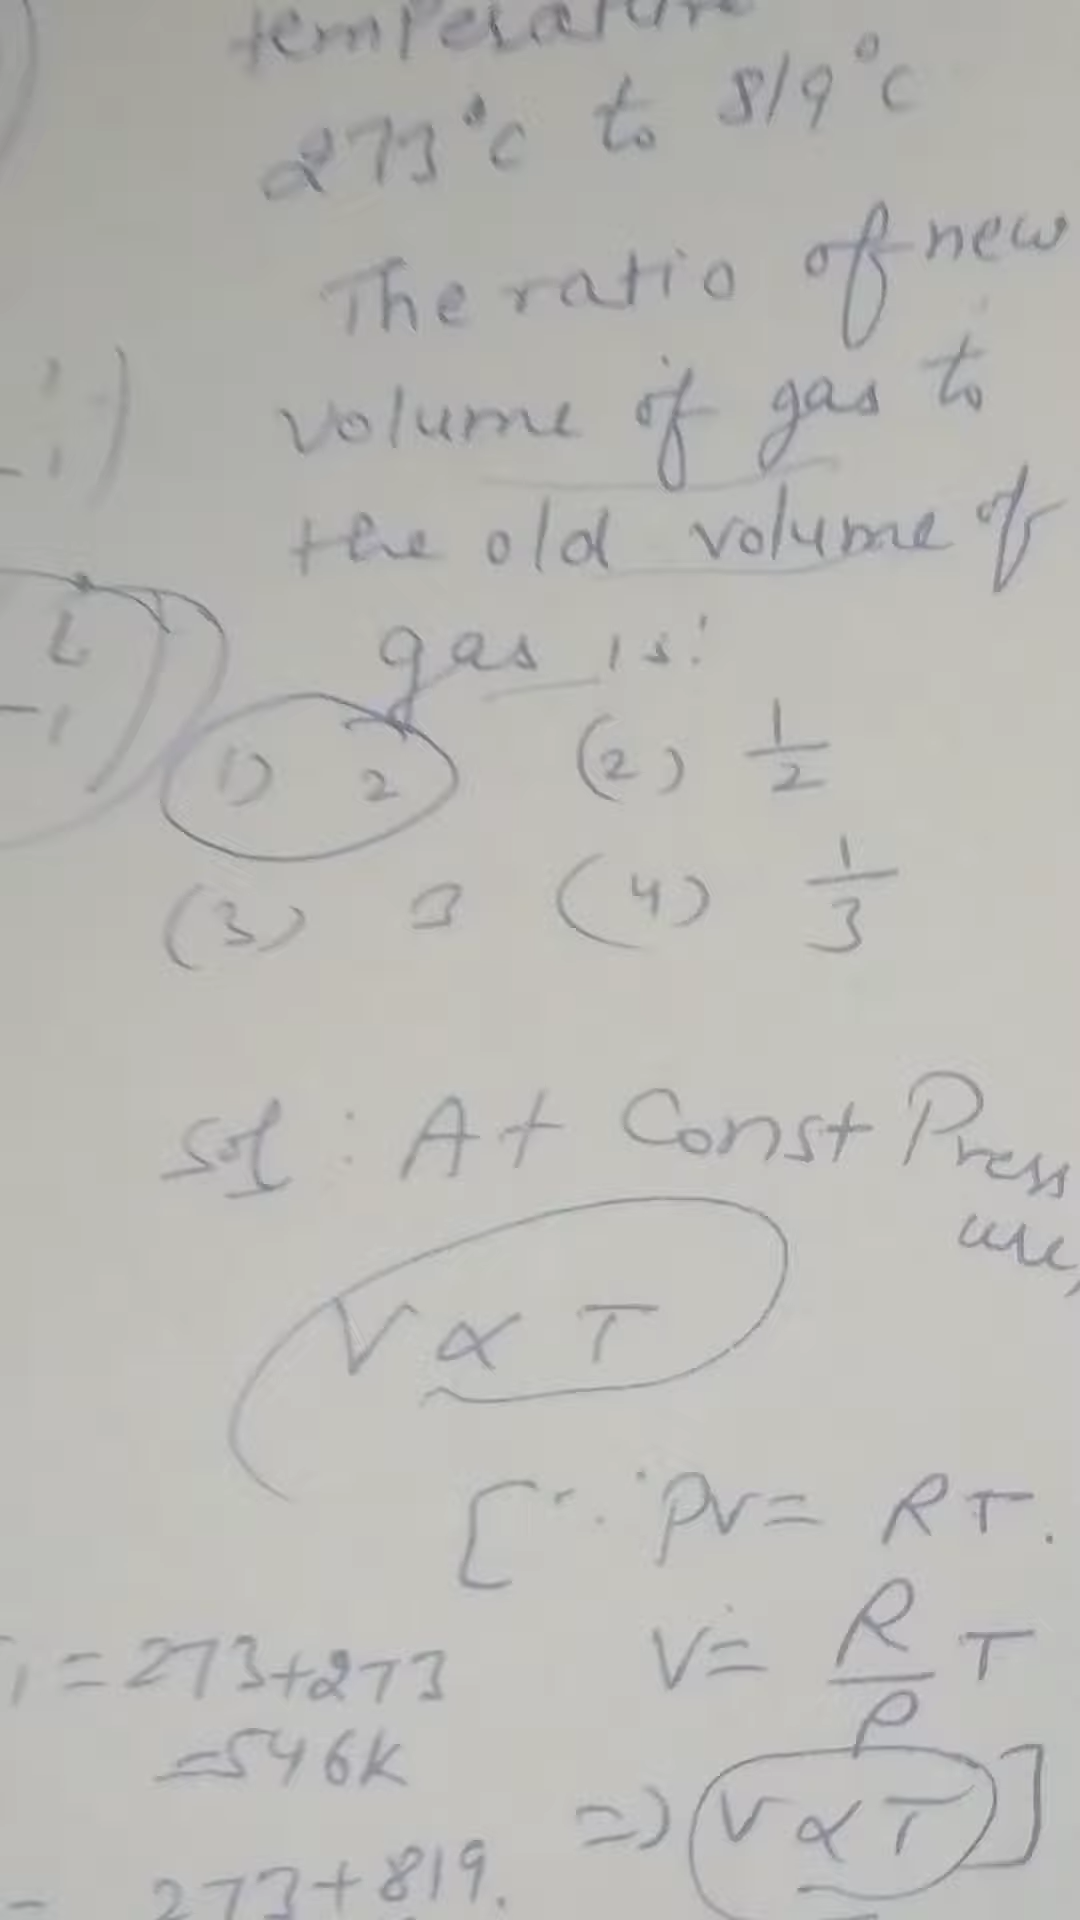 temperature
273°C to 819°C
The ratio of new
volume of gas to
the old volume of
gas is:
1) 2 (2) 1/2
(3) 3 (4) 1/3
Sol: At Const Press
ure,
V ∝ T
[∵ PV = RT.
V = R/P T
⇒ V ∝ T]
= 273+273
= 546K
= 273+819.